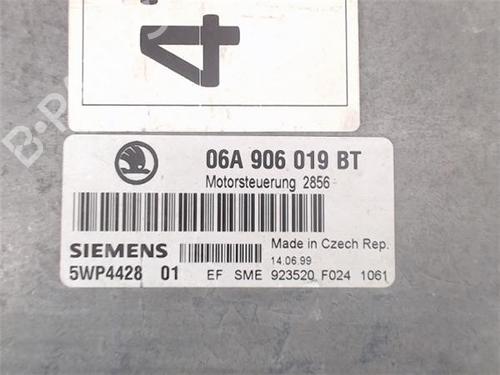 4
B-PA
06A 906 019 BT
Motorsteuerung 2856
SIEMENS
Made in Czech Rep.
14.06.99
5WP4428 01 EF SME 923520 F024 1061